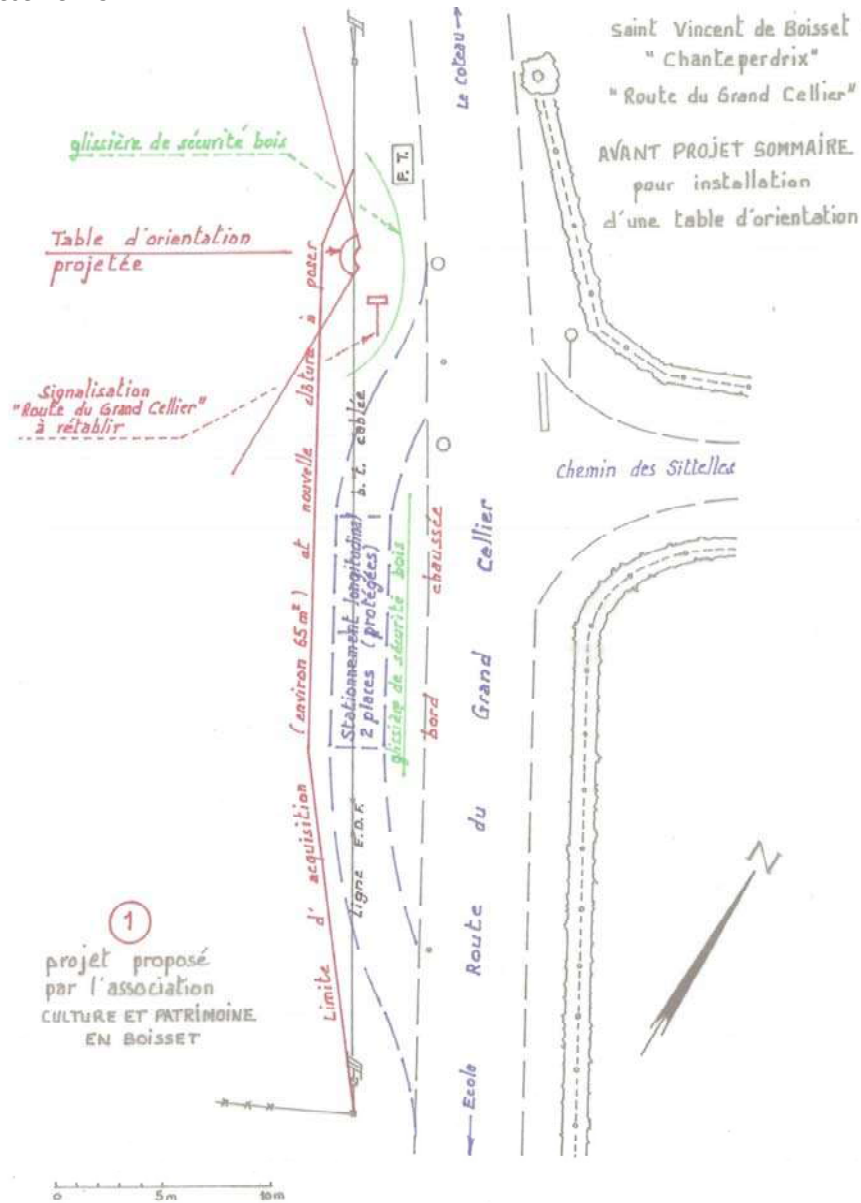 Le Coteau →
Saint Vincent de Boisset
" Chanteperdrix "
" Route du Grand Cellier "
AVANT PROJET SOMMAIRE
pour installation
d'une table d'orientation
glissière de sécurité bois
F.T.
Table d'orientation
projetée
Signalisation
"Route du Grand Cellier"
à rétablir
Chemin des Sittelles
Limite d'acquisition (environ 65 m²) et nouvelle clôture à poser
Ligne E.D.F. b.t. cablée
Stationnement longitudinal
2 places (protégées)
glissière de sécurité bois
bord chaussée
← Ecole Route du Grand Cellier
1
projet proposé
par l'association
CULTURE ET PATRIMOINE
EN BOISSET
N
0 5m 10m